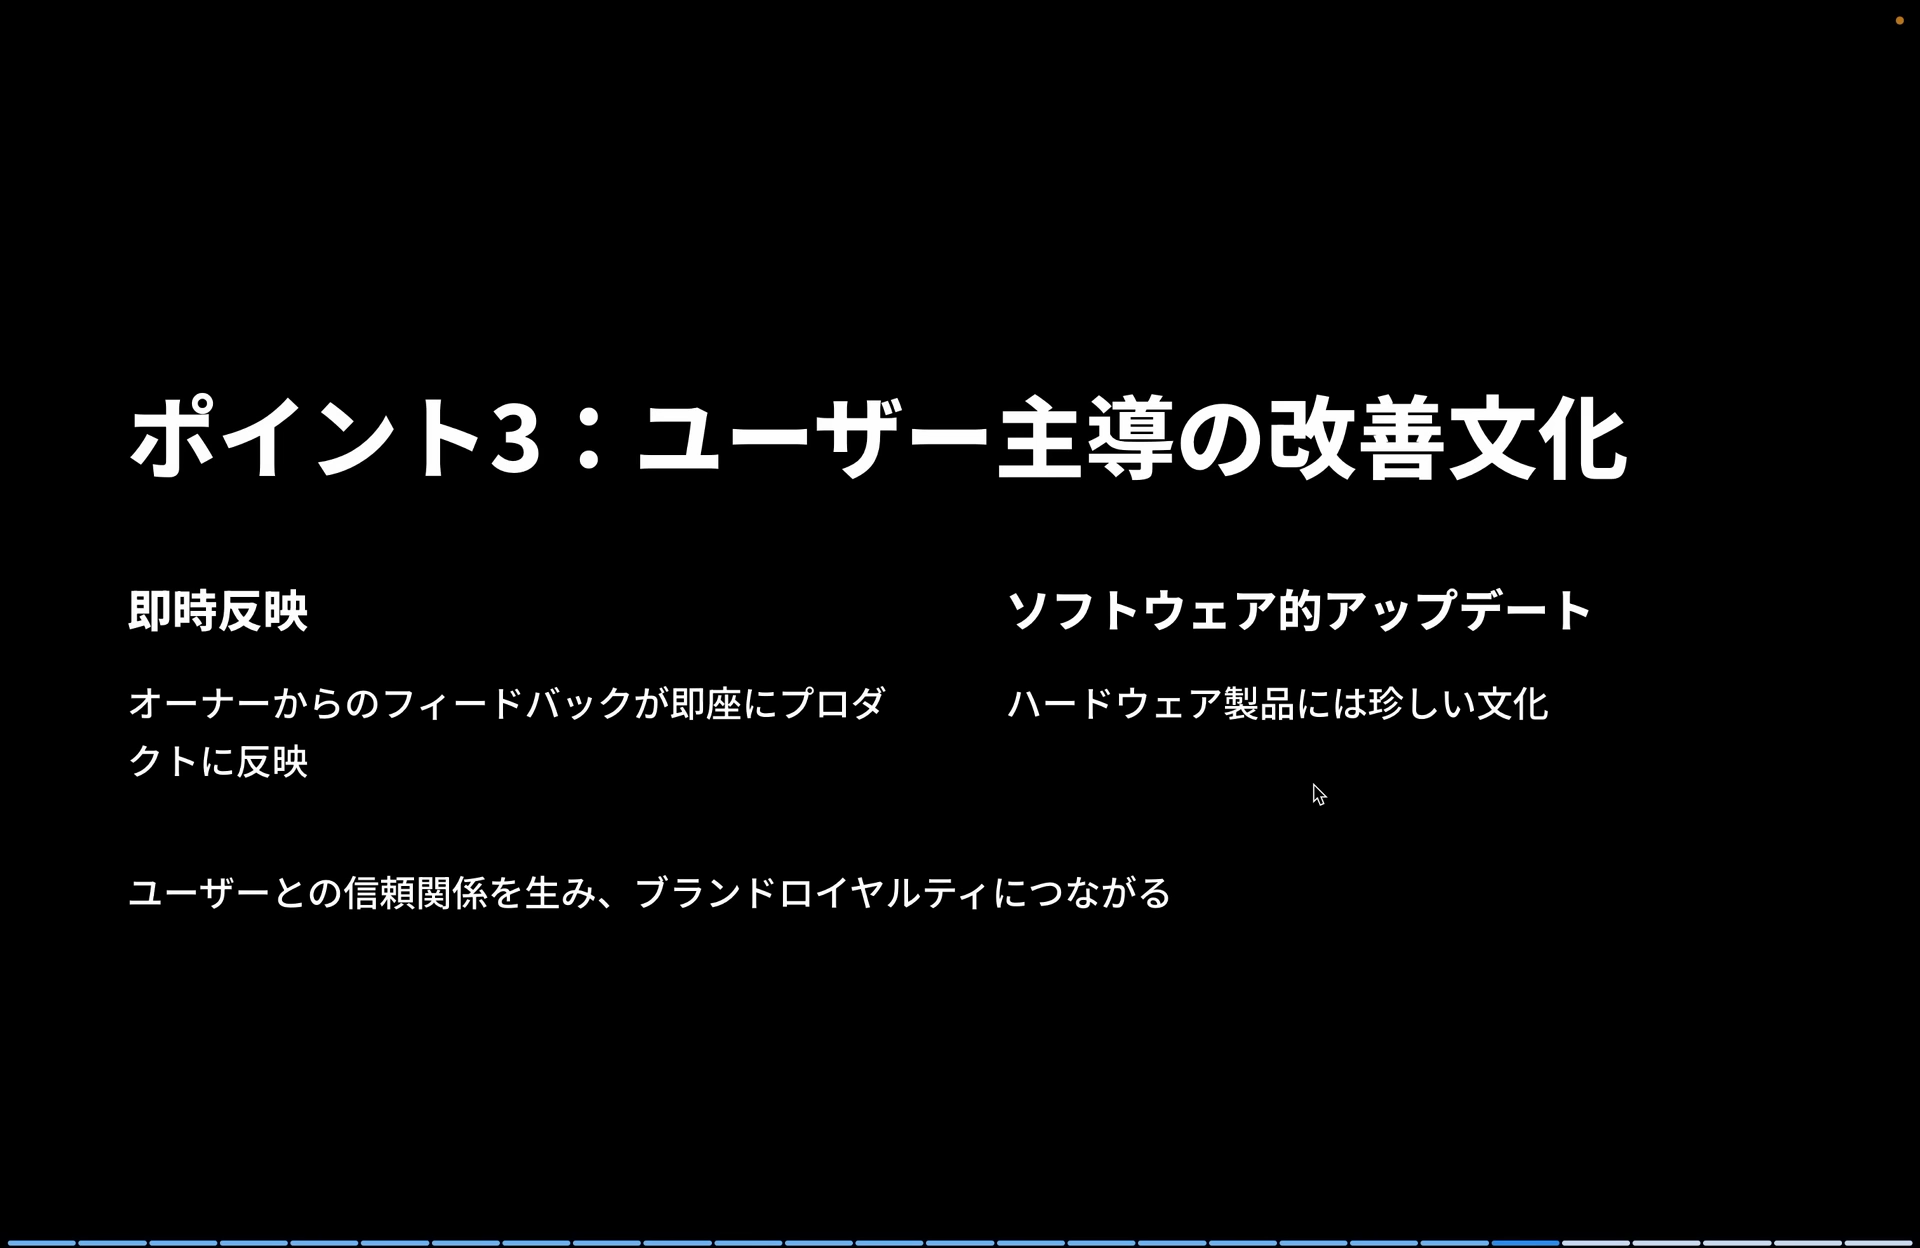 ポイント3：ユーザー主導の改善文化
即時反映
オーナーからのフィードバックが即座にプロダ
クトに反映
ソフトウェア的アップデート
ハードウェア製品には珍しい文化
ユーザーとの信頼関係を生み、ブランドロイヤルティにつながる